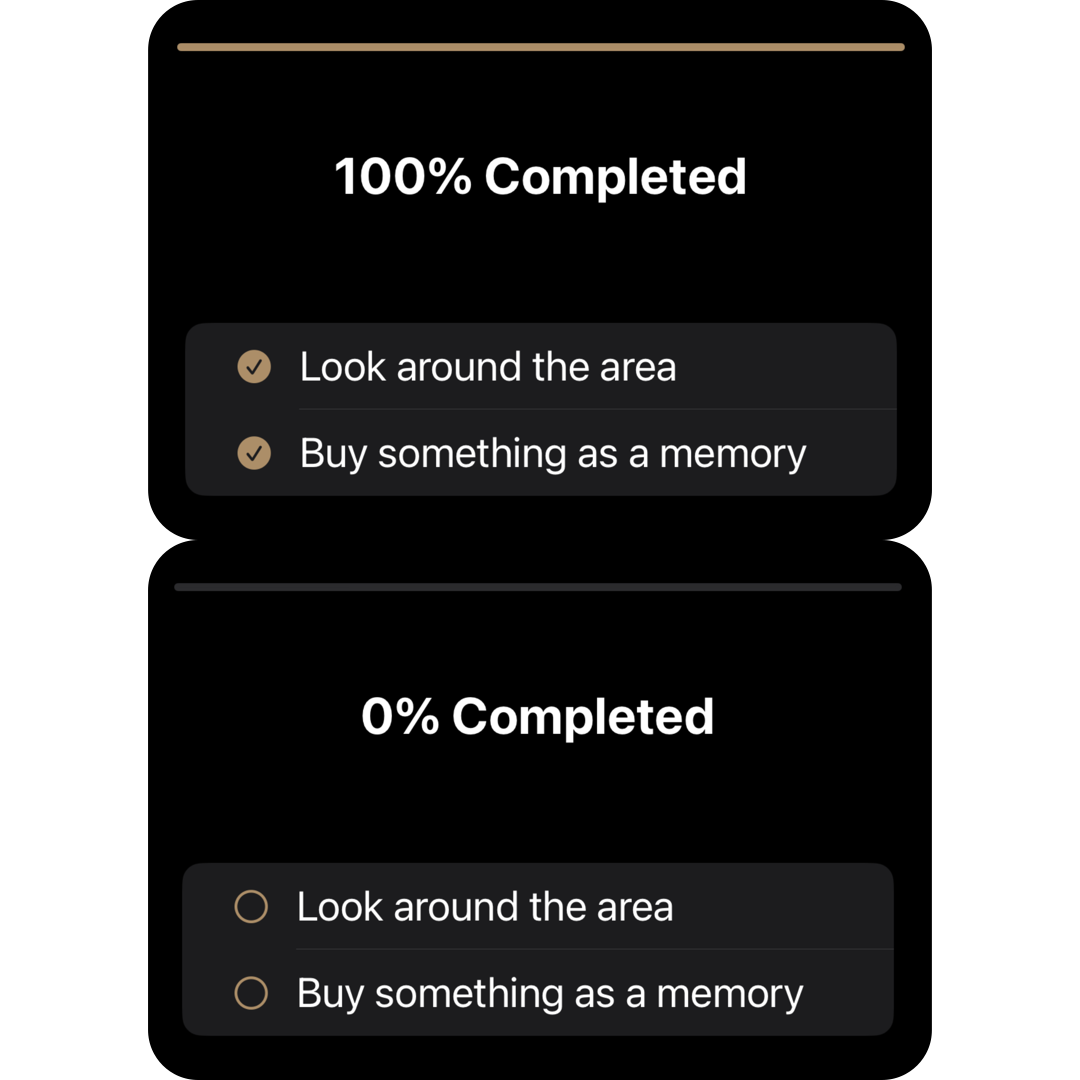 100% Completed
Look around the area
Buy something as a memory
0% Completed
Look around the area
Buy something as a memory